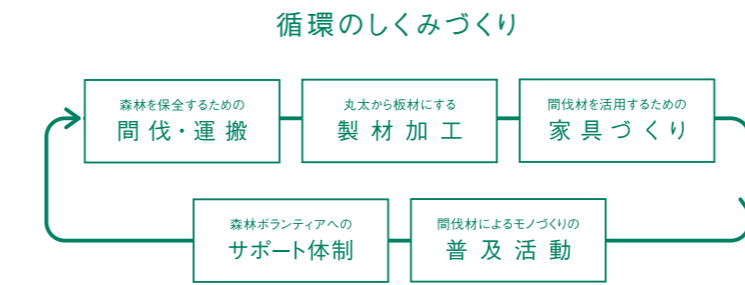 循環のしくみづくり
森林を保全するための
間伐・運搬
丸太から板材にする
製材加工
間伐材を活用するための
家具づくり
森林ボランティアへの
サポート体制
間伐材によるモノづくりの
普及活動